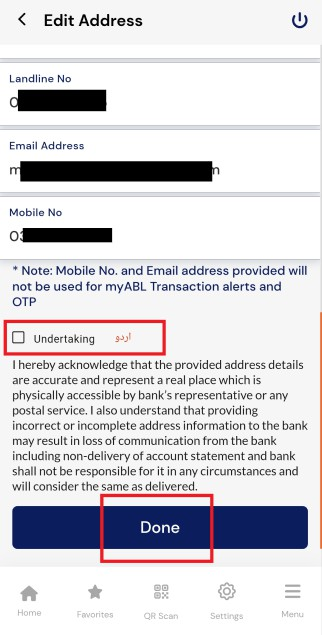 Edit Address
Landline No
0
Email Address
m n
Mobile No
03
* Note: Mobile No. and Email address provided will
not be used for myABL Transaction alerts and
OTP
Undertaking اردو
I hereby acknowledge that the provided address details
are accurate and represent a real place which is
physically accessible by bank's representative or any
postal service. I also understand that providing
incorrect or incomplete address information to the bank
may result in loss of communication from the bank
including non-delivery of account statement and bank
shall not be responsible for it in any circumstances and
will consider the same as delivered.
Done
Home Favorites QR Scan Settings Menu